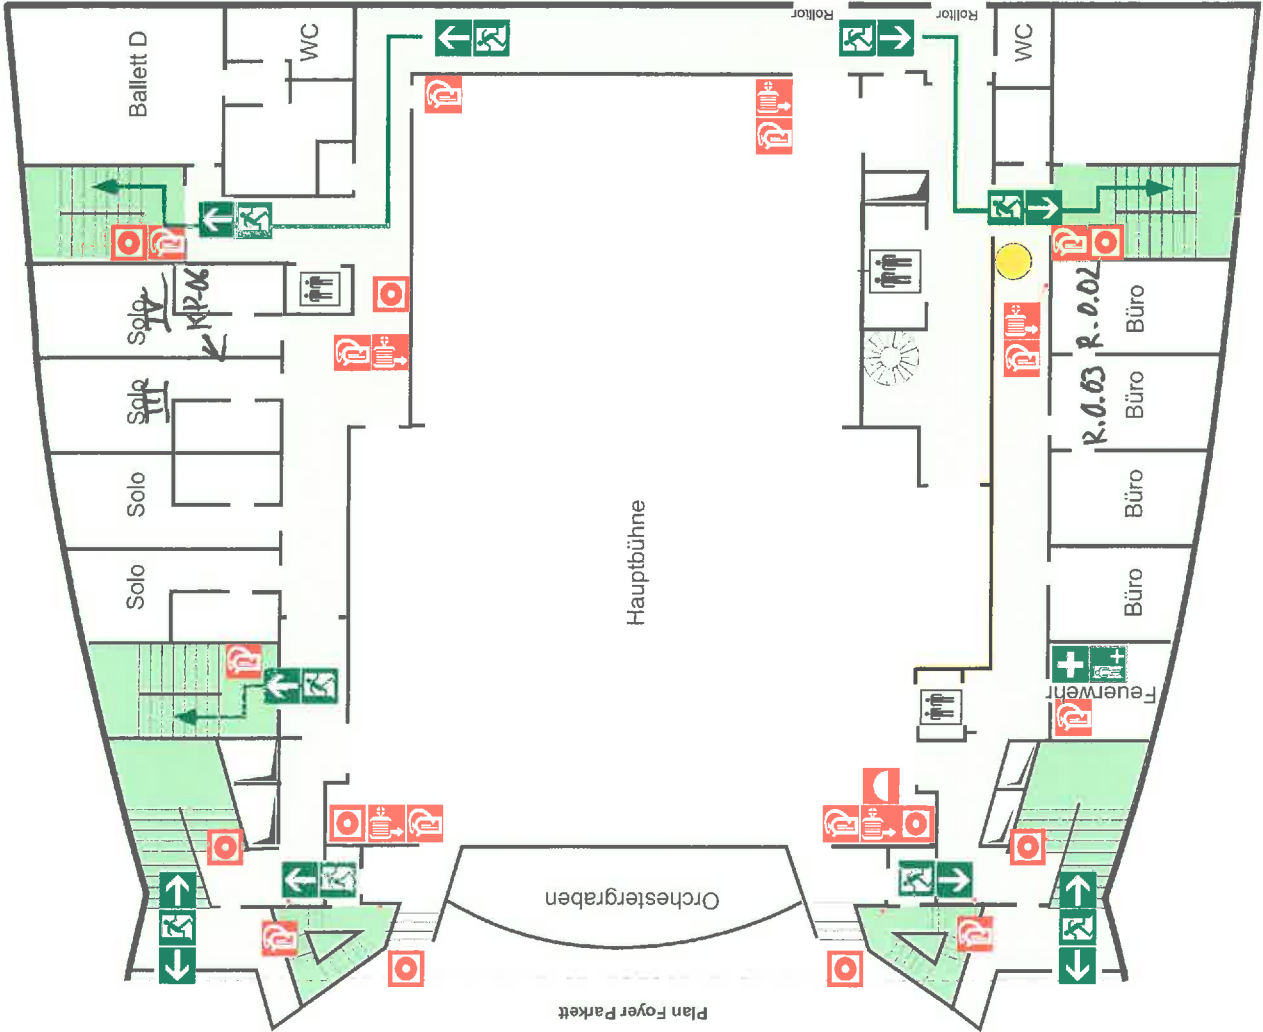 Rolltor
Rolltor
Ballett D
WC
WC
Solo
IV
KP-06
Solo
III
Solo
Solo
Hauptbühne
R.0.02
Büro
R.0.03
Büro
Büro
Büro
Feuerwehr
Orchestergraben
Plan Foyer Parkett